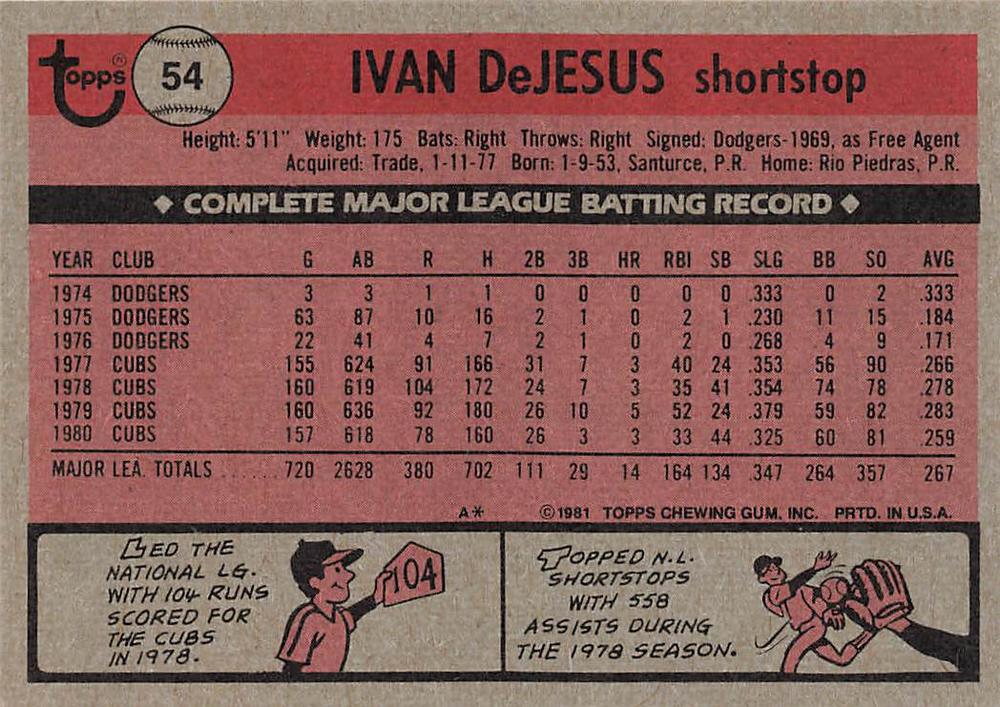 topps® 54 IVAN DeJESUS shortstop
Height: 5'11" Weight: 175 Bats: Right Throws: Right Signed: Dodgers-1969, as Free Agent
Acquired: Trade, 1-11-77 Born: 1-9-53, Santurce, P.R. Home: Rio Piedras, P.R.
◆ COMPLETE MAJOR LEAGUE BATTING RECORD ◆
YEAR CLUB G AB R H 2B 3B HR RBI SB SLG BB SO AVG
1974 DODGERS 3 3 1 1 0 0 0 0 0 .333 0 2 .333
1975 DODGERS 63 87 10 16 2 1 0 2 1 .230 11 15 .184
1976 DODGERS 22 41 4 7 2 1 0 2 0 .268 4 9 .171
1977 CUBS 155 624 91 166 31 7 3 40 24 .353 56 90 .266
1978 CUBS 160 619 104 172 24 7 3 35 41 .354 74 78 .278
1979 CUBS 160 636 92 180 26 10 5 52 24 .379 59 82 .283
1980 CUBS 157 618 78 160 26 3 3 33 44 .325 60 81 .259
MAJOR LEA. TOTALS ...... 720 2628 380 702 111 29 14 164 134 .347 264 357 .267
A* ©1981 TOPPS CHEWING GUM, INC. PRTD. IN U.S.A.
LED THE
NATIONAL LG.
WITH 104 RUNS
SCORED FOR
THE CUBS
IN 1978.
104
TOPPED N.L.
SHORTSTOPS
WITH 558
ASSISTS DURING
THE 1978 SEASON.